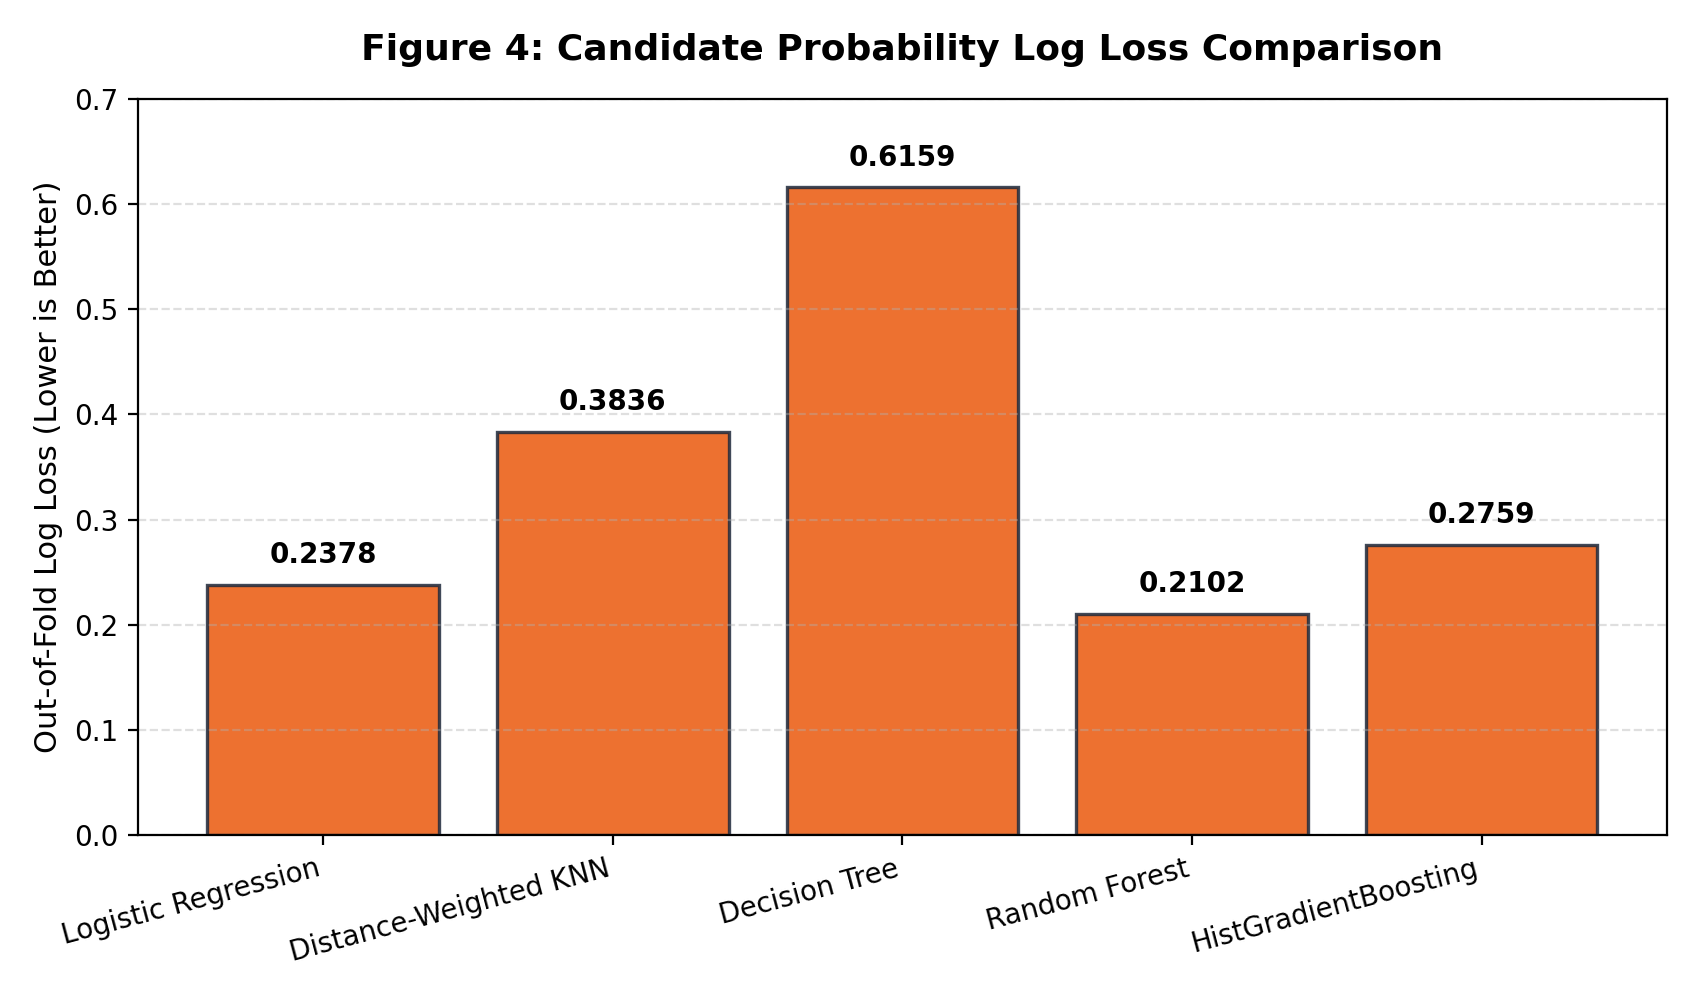 Figure 4: Candidate Probability Log Loss Comparison
Out-of-Fold Log Loss (Lower is Better)
0.7
0.6
0.5
0.4
0.3
0.2
0.1
0.0
0.2378
0.3836
0.6159
0.2102
0.2759
Logistic Regression
Distance-Weighted KNN
Decision Tree
Random Forest
HistGradientBoosting